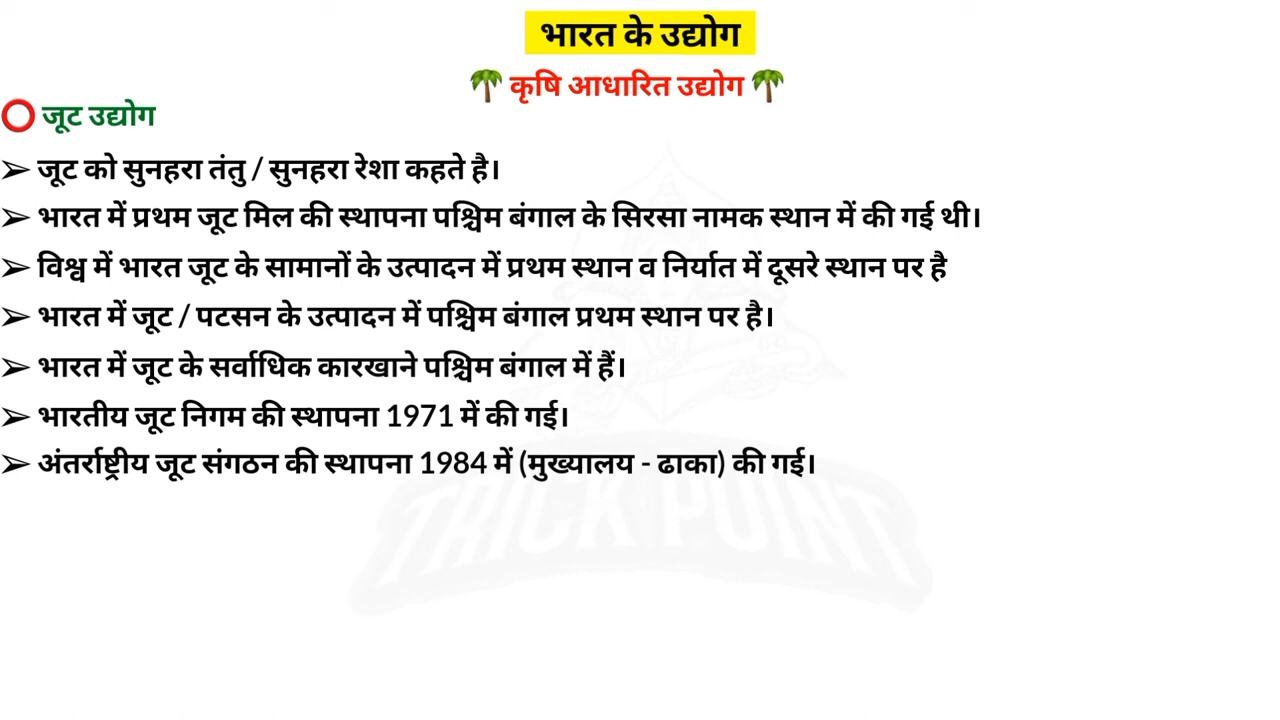 भारत के उद्योग
🌴 कृषि आधारित उद्योग 🌴
⭕ जूट उद्योग
➢ जूट को सुनहरा तंतु / सुनहरा रेशा कहते है।
➢ भारत में प्रथम जूट मिल की स्थापना पश्चिम बंगाल के सिरसा नामक स्थान में की गई थी।
➢ विश्व में भारत जूट के सामानों के उत्पादन में प्रथम स्थान व निर्यात में दूसरे स्थान पर है
➢ भारत में जूट / पटसन के उत्पादन में पश्चिम बंगाल प्रथम स्थान पर है।
➢ भारत में जूट के सर्वाधिक कारखाने पश्चिम बंगाल में हैं।
➢ भारतीय जूट निगम की स्थापना 1971 में की गई।
➢ अंतर्राष्ट्रीय जूट संगठन की स्थापना 1984 में (मुख्यालय - ढाका) की गई।
TRICK POINT